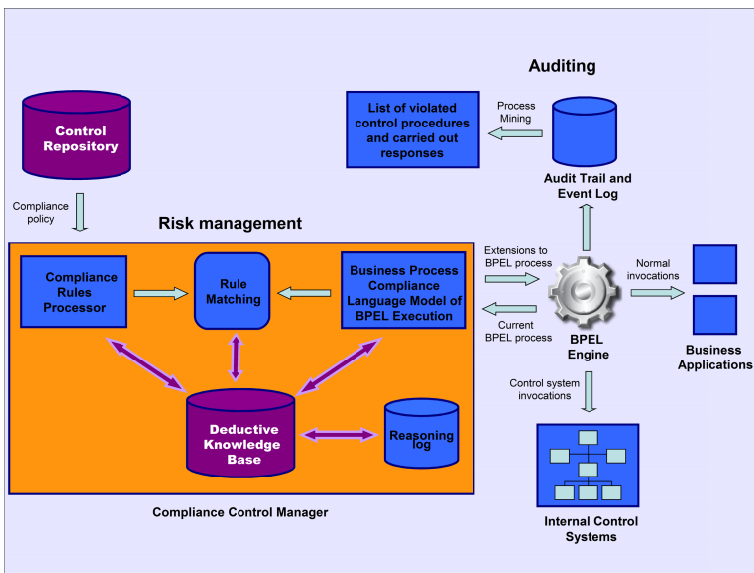 Auditing
Control
Repository
List of violated
control procedures
and carried out
responses
Process
Mining
Audit Trail and
Event Log
Compliance
policy
Risk management
Compliance
Rules
Processor
Rule
Matching
Business Process
Compliance
Language Model of
BPEL Execution
Extensions to
BPEL process
Current
BPEL process
BPEL
Engine
Normal
invocations
Business
Applications
Control system
invocations
Deductive
Knowledge
Base
Reasoning
log
Compliance Control Manager
Internal Control
Systems